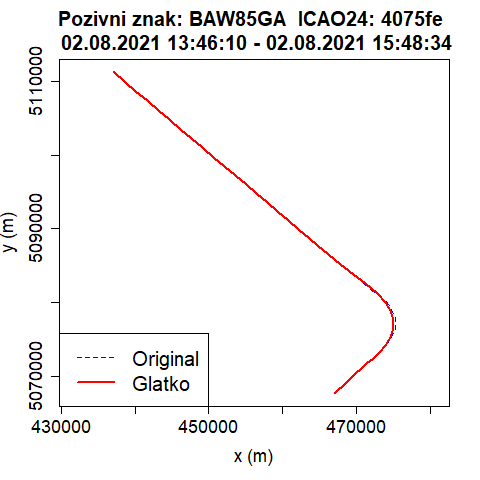 Pozivni znak: BAW85GA  ICAO24: 4075fe
02.08.2021 13:46:10 - 02.08.2021 15:48:34
5110000
5090000
5070000
y (m)
Original
Glatko
430000 450000 470000
x (m)